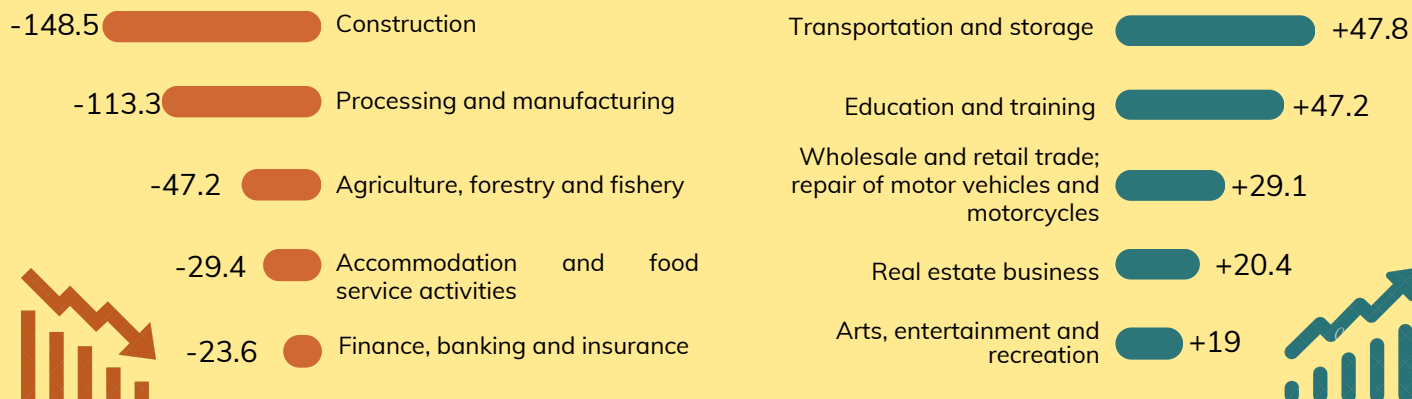 -148.5 Construction
-113.3 Processing and manufacturing
-47.2 Agriculture, forestry and fishery
-29.4 Accommodation and food
service activities
-23.6 Finance, banking and insurance
Transportation and storage +47.8
Education and training +47.2
Wholesale and retail trade;
repair of motor vehicles and +29.1
motorcycles
Real estate business +20.4
Arts, entertainment and
recreation +19